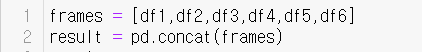 1 frames = [df1,df2,df3,df4,df5,df6]
2 result = pd.concat(frames)